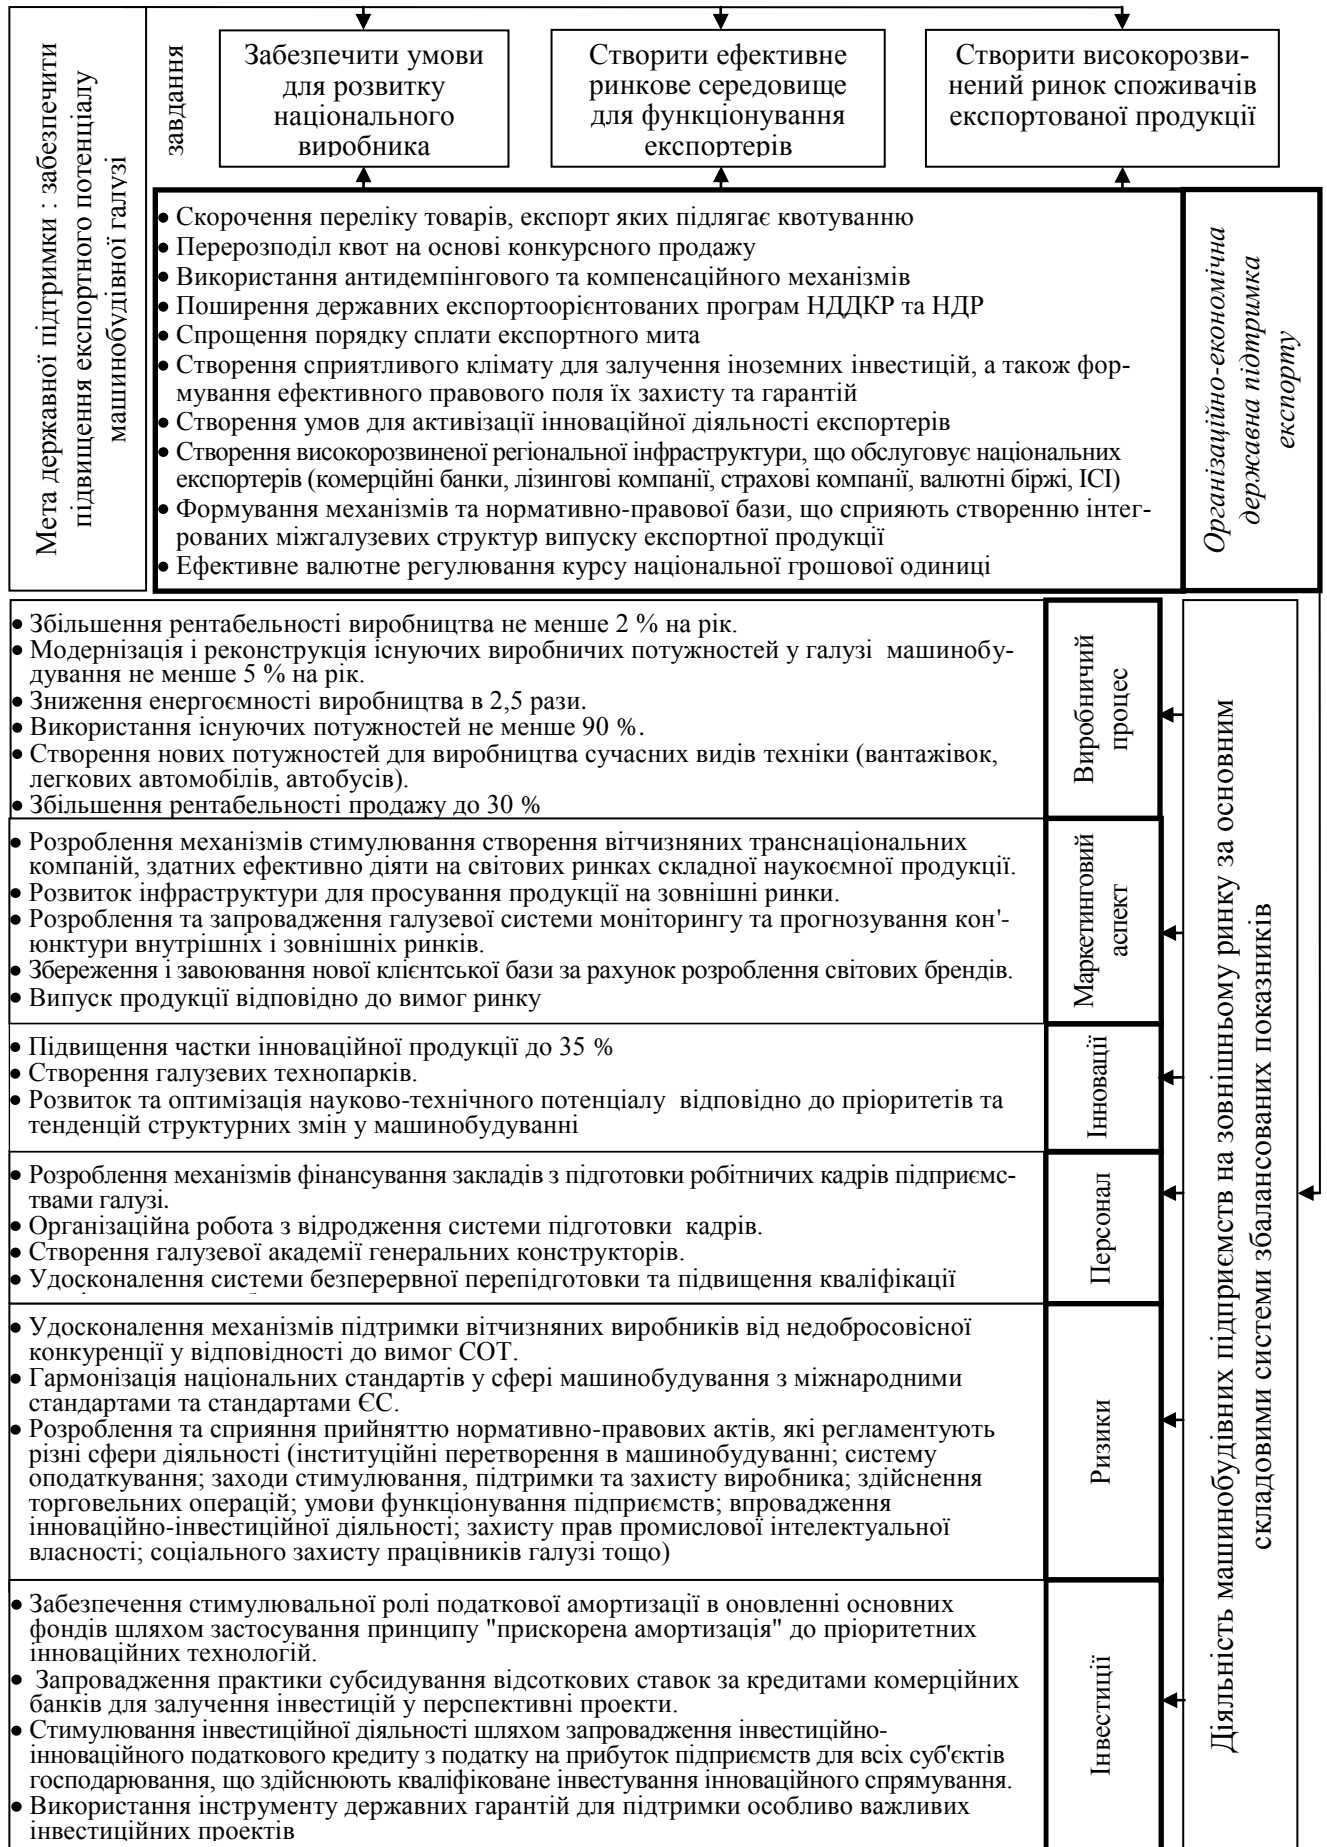 Мета державної підтримки : забезпечити
підвищення експортного потенціалу
машинобудівної галузі
завдання
Забезпечити умови
для розвитку
національного
виробника
Створити ефективне
ринкове середовище
для функціонування
експортерів
Створити високорозви-
нений ринок споживачів
експортованої продукції
• Скорочення переліку товарів, експорт яких підлягає квотуванню
• Перерозподіл квот на основі конкурсного продажу
• Використання антидемпінгового та компенсаційного механізмів
• Поширення державних експортоорієнтованих програм НДДКР та НДР
• Спрощення порядку сплати експортного мита
• Створення сприятливого клімату для залучення іноземних інвестицій, а також фор-
мування ефективного правового поля їх захисту та гарантій
• Створення умов для активізації інноваційної діяльності експортерів
• Створення високорозвиненої регіональної інфраструктури, що обслуговує національних
експортерів (комерційні банки, лізингові компанії, страхові компанії, валютні біржі, ІСІ)
• Формування механізмів та нормативно-правової бази, що сприяють створенню інтег-
рованих міжгалузевих структур випуску експортної продукції
• Ефективне валютне регулювання курсу національної грошової одиниці
Організаційно-економічна
державна підтримка
експорту
• Збільшення рентабельності виробництва не менше 2 % на рік.
• Модернізація і реконструкція існуючих виробничих потужностей у галузі машинобу-
дування не менше 5 % на рік.
• Зниження енергоємності виробництва в 2,5 рази.
• Використання існуючих потужностей не менше 90 %.
• Створення нових потужностей для виробництва сучасних видів техніки (вантажівок,
легкових автомобілів, автобусів).
• Збільшення рентабельності продажу до 30 %
Виробничий
процес
• Розроблення механізмів стимулювання створення вітчизняних транснаціональних
компаній, здатних ефективно діяти на світових ринках складної наукоємної продукції.
• Розвиток інфраструктури для просування продукції на зовнішні ринки.
• Розроблення та запровадження галузевої системи моніторингу та прогнозування кон'-
юнктури внутрішніх і зовнішніх ринків.
• Збереження і завоювання нової клієнтської бази за рахунок розроблення світових брендів.
• Випуск продукції відповідно до вимог ринку
Маркетинговий
аспект
• Підвищення частки інноваційної продукції до 35 %
• Створення галузевих технопарків.
• Розвиток та оптимізація науково-технічного потенціалу відповідно до пріоритетів та
тенденцій структурних змін у машинобудуванні
Інновації
• Розроблення механізмів фінансування закладів з підготовки робітничих кадрів підприємс-
твами галузі.
• Організаційна робота з відродження системи підготовки кадрів.
• Створення галузевої академії генеральних конструкторів.
• Удосконалення системи безперервної перепідготовки та підвищення кваліфікації
Персонал
• Удосконалення механізмів підтримки вітчизняних виробників від недобросовісної
конкуренції у відповідності до вимог СОТ.
• Гармонізація національних стандартів у сфері машинобудування з міжнародними
стандартами та стандартами ЄС.
• Розроблення та сприяння прийняттю нормативно-правових актів, які регламентують
різні сфери діяльності (інституційні перетворення в машинобудуванні; систему
оподаткування; заходи стимулювання, підтримки та захисту виробника; здійснення
торговельних операцій; умови функціонування підприємств; впровадження
інноваційно-інвестиційної діяльності; захисту прав промислової інтелектуальної
власності; соціального захисту працівників галузі тощо)
Ризики
• Забезпечення стимулювальної ролі податкової амортизації в оновленні основних
фондів шляхом застосування принципу "прискорена амортизація" до пріоритетних
інноваційних технологій.
• Запровадження практики субсидування відсоткових ставок за кредитами комерційних
банків для залучення інвестицій у перспективні проекти.
• Стимулювання інвестиційної діяльності шляхом запровадження інвестиційно-
інноваційного податкового кредиту з податку на прибуток підприємств для всіх суб'єктів
господарювання, що здійснюють кваліфіковане інвестування інноваційного спрямування.
• Використання інструменту державних гарантій для підтримки особливо важливих
інвестиційних проектів
Інвестиції
Діяльність машинобудівних підприємств на зовнішньому ринку за основним
складовими системи збалансованих показників